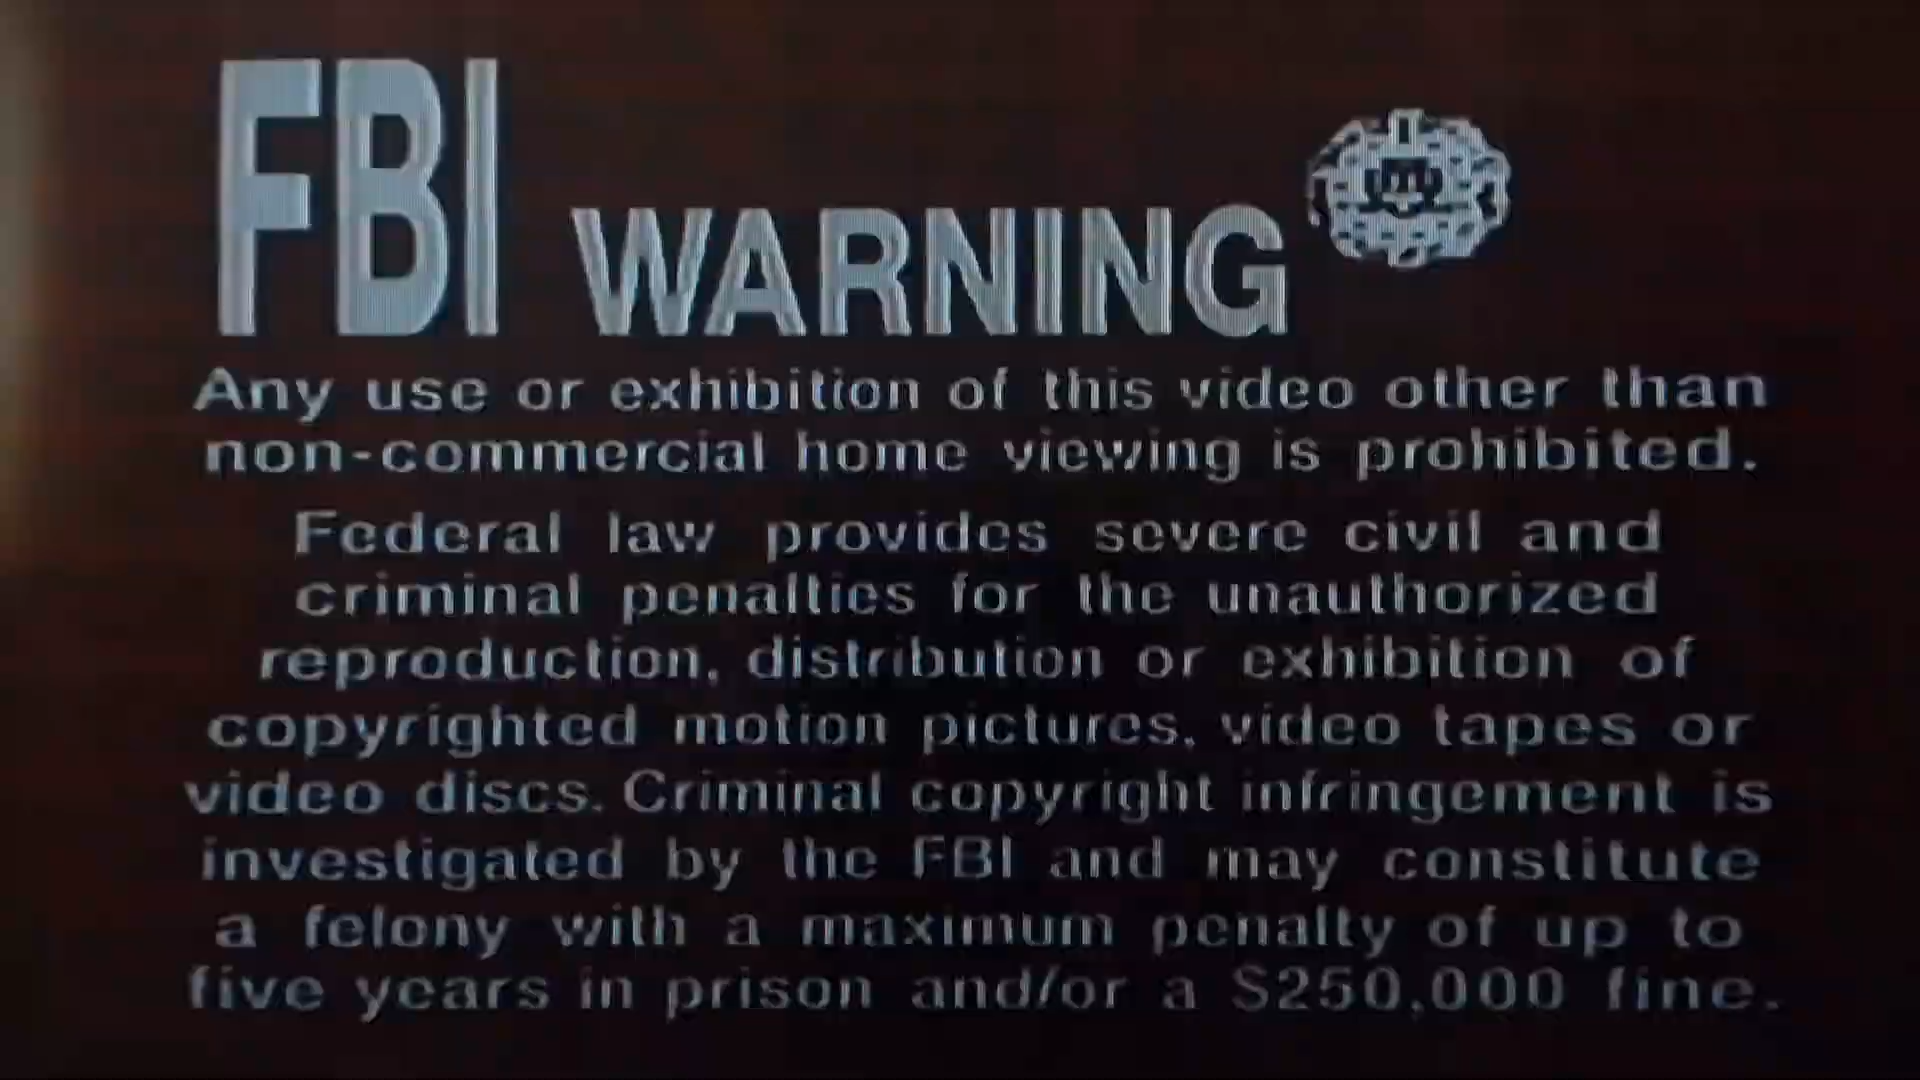 FBI WARNING
Any use or exhibition of this video other than
non-commercial home viewing is prohibited.
Federal law provides severe civil and
criminal penalties for the unauthorized
reproduction, distribution or exhibition of
copyrighted motion pictures, video tapes or
video discs. Criminal copyright infringement is
investigated by the FBI and may constitute
a felony with a maximum penalty of up to
five years in prison and/or a $250,000 fine.